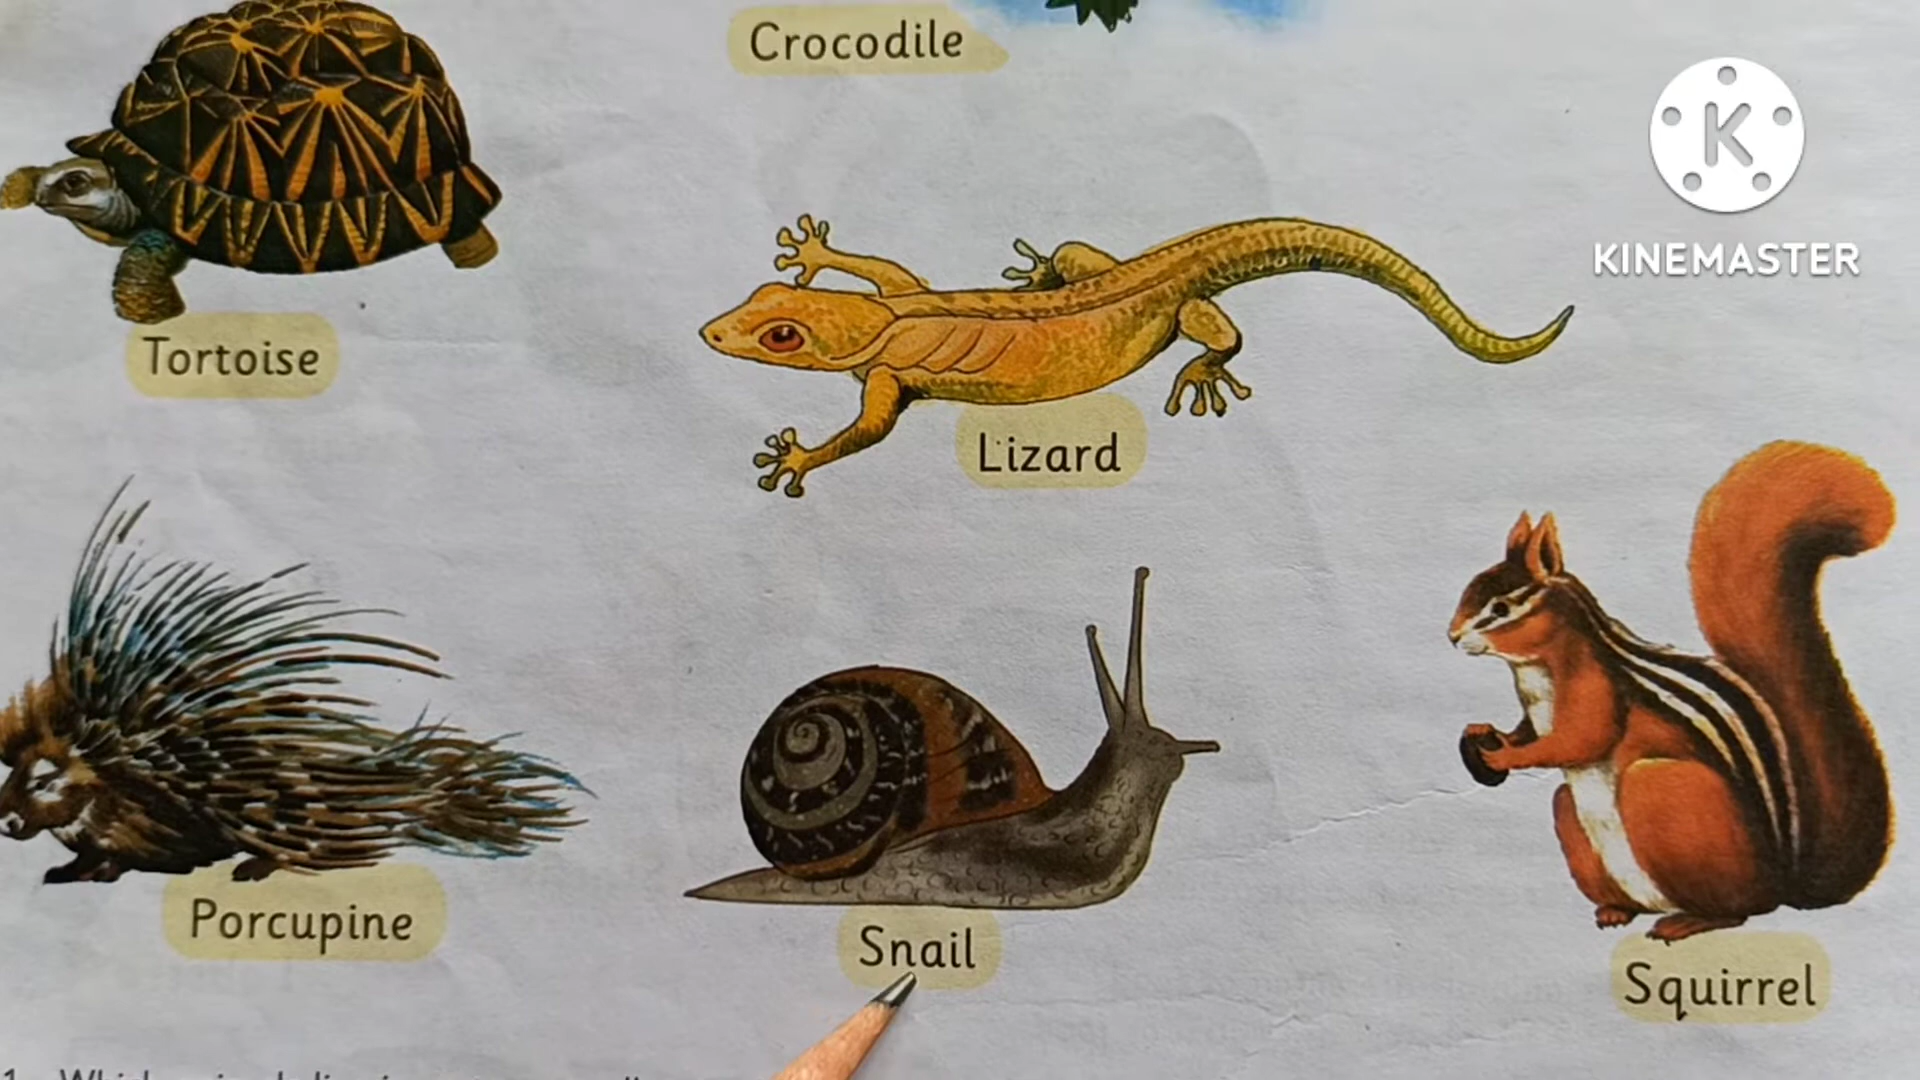 Crocodile
KINEMASTER
Tortoise
Lizard
Porcupine
Snail
Squirrel